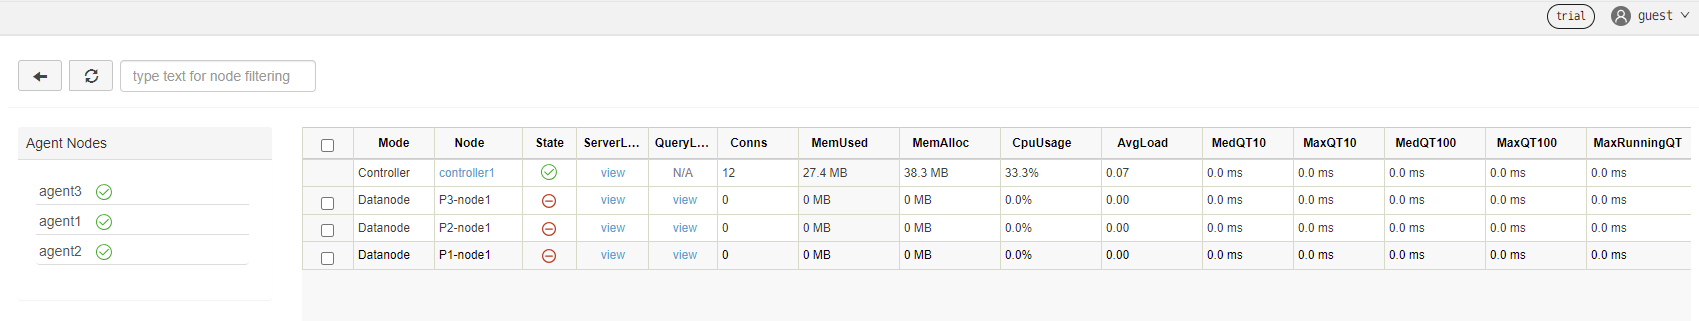 trial guest
type text for node filtering
Agent Nodes
agent3
agent1
agent2
Mode Node State ServerL... QueryL... Conns MemUsed MemAlloc CpuUsage AvgLoad MedQT10 MaxQT10 MedQT100 MaxQT100 MaxRunningQT
Controller controller1 view N/A 12 27.4 MB 38.3 MB 33.3% 0.07 0.0 ms 0.0 ms 0.0 ms 0.0 ms 0.0 ms
Datanode P3-node1 view view 0 0 MB 0 MB 0.0% 0.00 0.0 ms 0.0 ms 0.0 ms 0.0 ms 0.0 ms
Datanode P2-node1 view view 0 0 MB 0 MB 0.0% 0.00 0.0 ms 0.0 ms 0.0 ms 0.0 ms 0.0 ms
Datanode P1-node1 view view 0 0 MB 0 MB 0.0% 0.00 0.0 ms 0.0 ms 0.0 ms 0.0 ms 0.0 ms